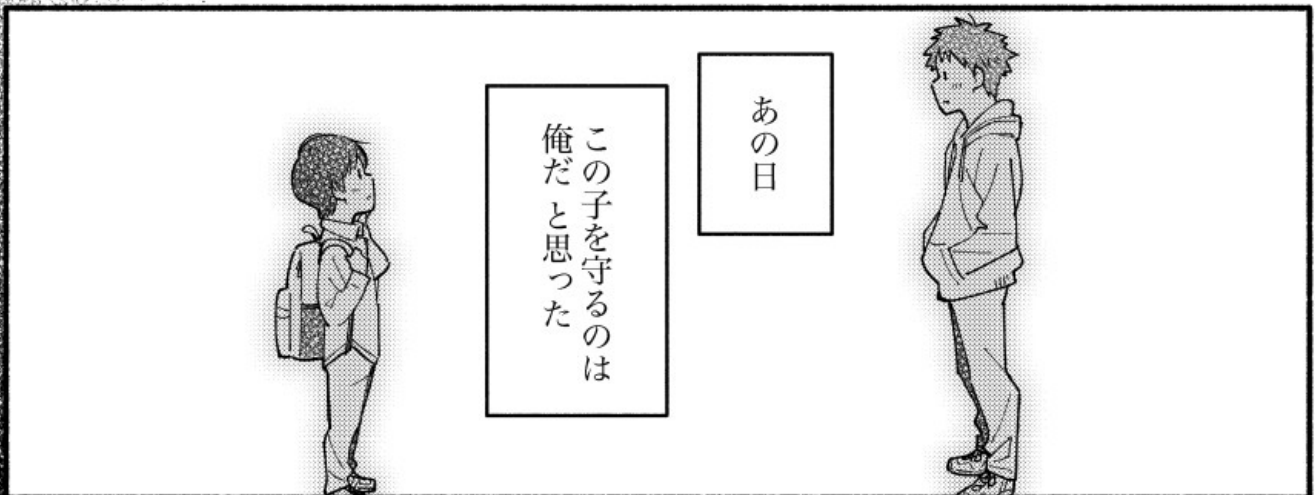 あの日
この子を守るのは
俺だ と思った